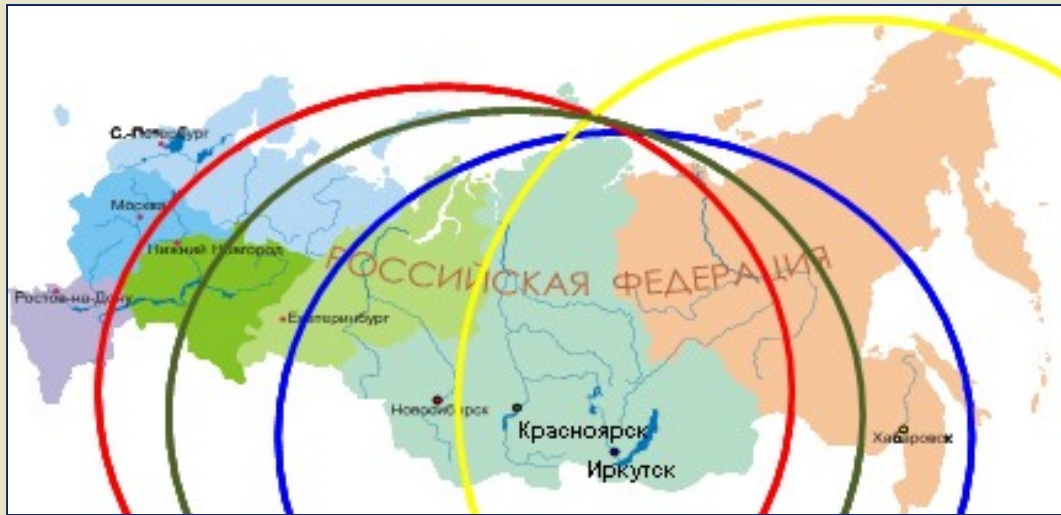 С.-Петербург
Москва
Нижний Новгород
РОССИЙСКАЯ ФЕДЕРАЦИЯ
Ростов-на-Дону
Екатеринбург
Новосибирск
Красноярск
Хабаровск
Иркутск